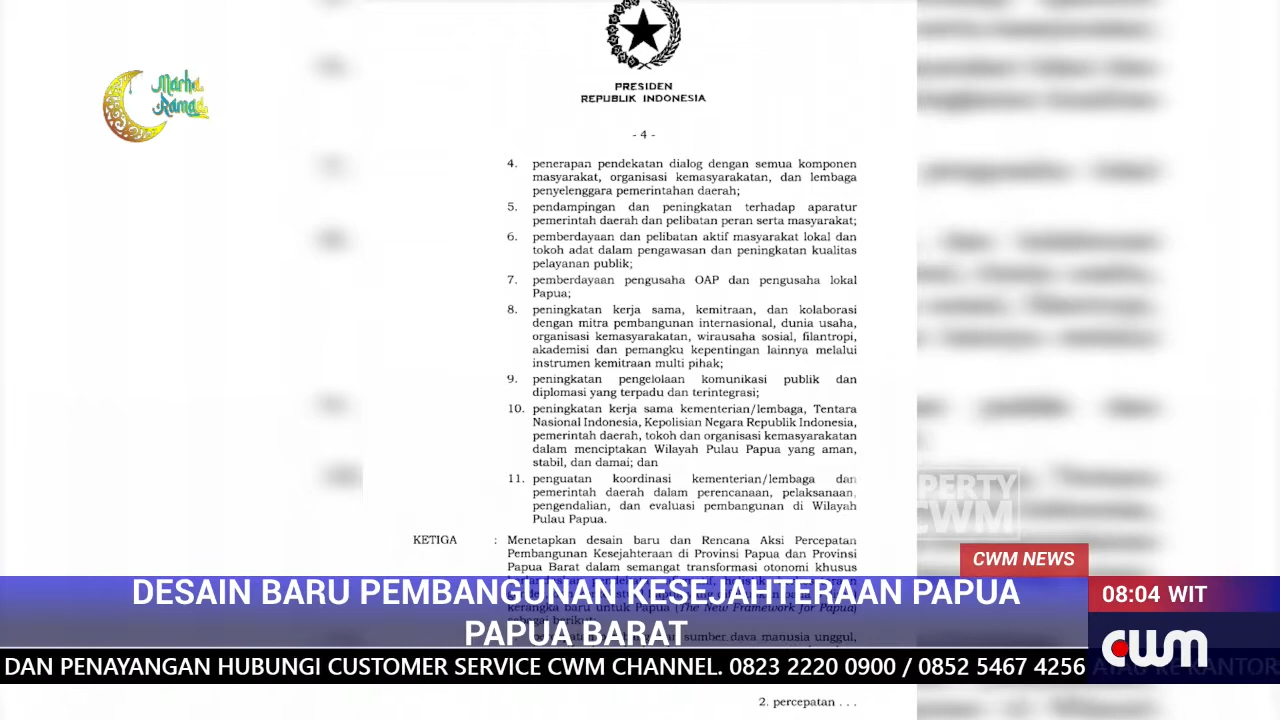 Marha
Ramad
PRESIDEN
REPUBLIK INDONESIA
- 4 -
4. penerapan pendekatan dialog dengan semua komponen
masyarakat, organisasi kemasyarakatan, dan lembaga
penyelenggara pemerintahan daerah;
5. pendampingan dan peningkatan terhadap aparatur
pemerintah daerah dan pelibatan peran serta masyarakat;
6. pemberdayaan dan pelibatan aktif masyarakat lokal dan
tokoh adat dalam pengawasan dan peningkatan kualitas
pelayanan publik;
7. pemberdayaan pengusaha OAP dan pengusaha lokal
Papua;
8. peningkatan kerja sama, kemitraan, dan kolaborasi
dengan mitra pembangunan internasional, dunia usaha,
organisasi kemasyarakatan, wirausaha sosial, filantropi,
akademisi dan pemangku kepentingan lainnya melalui
instrumen kemitraan multi pihak;
9. peningkatan pengelolaan komunikasi publik dan
diplomasi yang terpadu dan terintegrasi;
10. peningkatan kerja sama kementerian/lembaga, Tentara
Nasional Indonesia, Kepolisian Negara Republik Indonesia,
pemerintah daerah, tokoh dan organisasi kemasyarakatan
dalam menciptakan Wilayah Pulau Papua yang aman,
stabil, dan damai; dan
11. penguatan koordinasi kementerian/lembaga dan
pemerintah daerah dalam perencanaan, pelaksanaan,
pengendalian, dan evaluasi pembangunan di Wilayah
Pulau Papua.
KETIGA : Menetapkan desain baru dan Rencana Aksi Percepatan
Pembangunan Kesejahteraan di Provinsi Papua dan Provinsi
Papua Barat dalam semangat transformasi otonomi khusus
kerangka baru untuk Papua (The New Framework for Papua)
sebagai berikut:
sumber daya manusia unggul,
2. percepatan . . .
PERTY
CWM
CWM NEWS
DESAIN BARU PEMBANGUNAN KESEJAHTERAAN PAPUA
PAPUA BARAT
08:04 WIT
cwm
DAN PENAYANGAN HUBUNGI CUSTOMER SERVICE CWM CHANNEL. 0823 2220 0900 / 0852 5467 4256 ATAU KE KANTOR